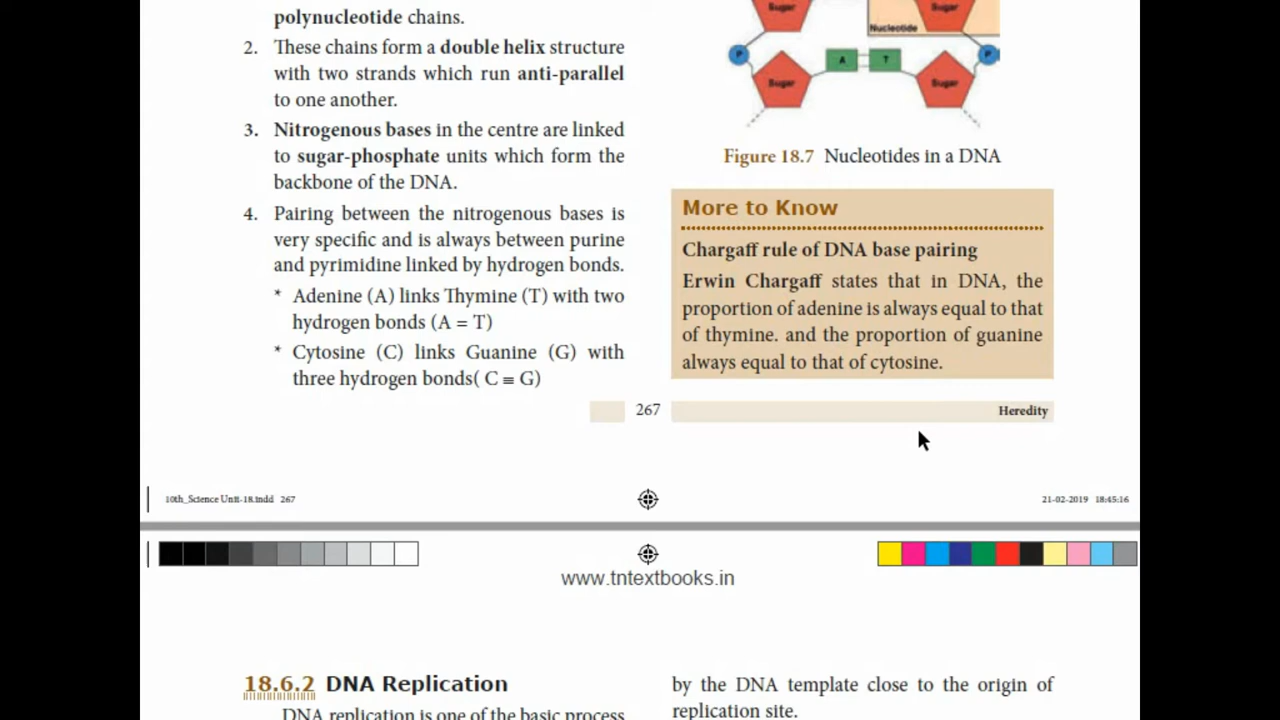 polynucleotide chains.
2. These chains form a double helix structure
with two strands which run anti-parallel
to one another.
3. Nitrogenous bases in the centre are linked
to sugar-phosphate units which form the
backbone of the DNA.
4. Pairing between the nitrogenous bases is
very specific and is always between purine
and pyrimidine linked by hydrogen bonds.
* Adenine (A) links Thymine (T) with two
hydrogen bonds (A = T)
* Cytosine (C) links Guanine (G) with
three hydrogen bonds( C ≡ G)
Sugar Sugar
Nucleotide
P A T P
Sugar Sugar
Figure 18.7 Nucleotides in a DNA
More to Know
Chargaff rule of DNA base pairing
Erwin Chargaff states that in DNA, the
proportion of adenine is always equal to that
of thymine. and the proportion of guanine
always equal to that of cytosine.
267 Heredity
10th_Science Unit-18.indd 267 21-02-2019 18:45:16
www.tntextbooks.in
18.6.2 DNA Replication
DNA replication is one of the basic process
by the DNA template close to the origin of
replication site.